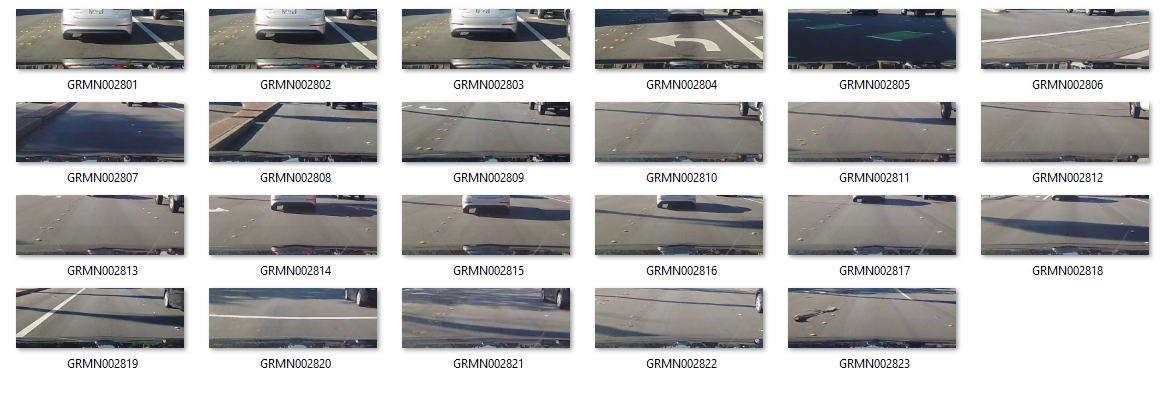 GRMN002801 GRMN002802 GRMN002803 GRMN002804 GRMN002805 GRMN002806
GRMN002807 GRMN002808 GRMN002809 GRMN002810 GRMN002811 GRMN002812
GRMN002813 GRMN002814 GRMN002815 GRMN002816 GRMN002817 GRMN002818
GRMN002819 GRMN002820 GRMN002821 GRMN002822 GRMN002823